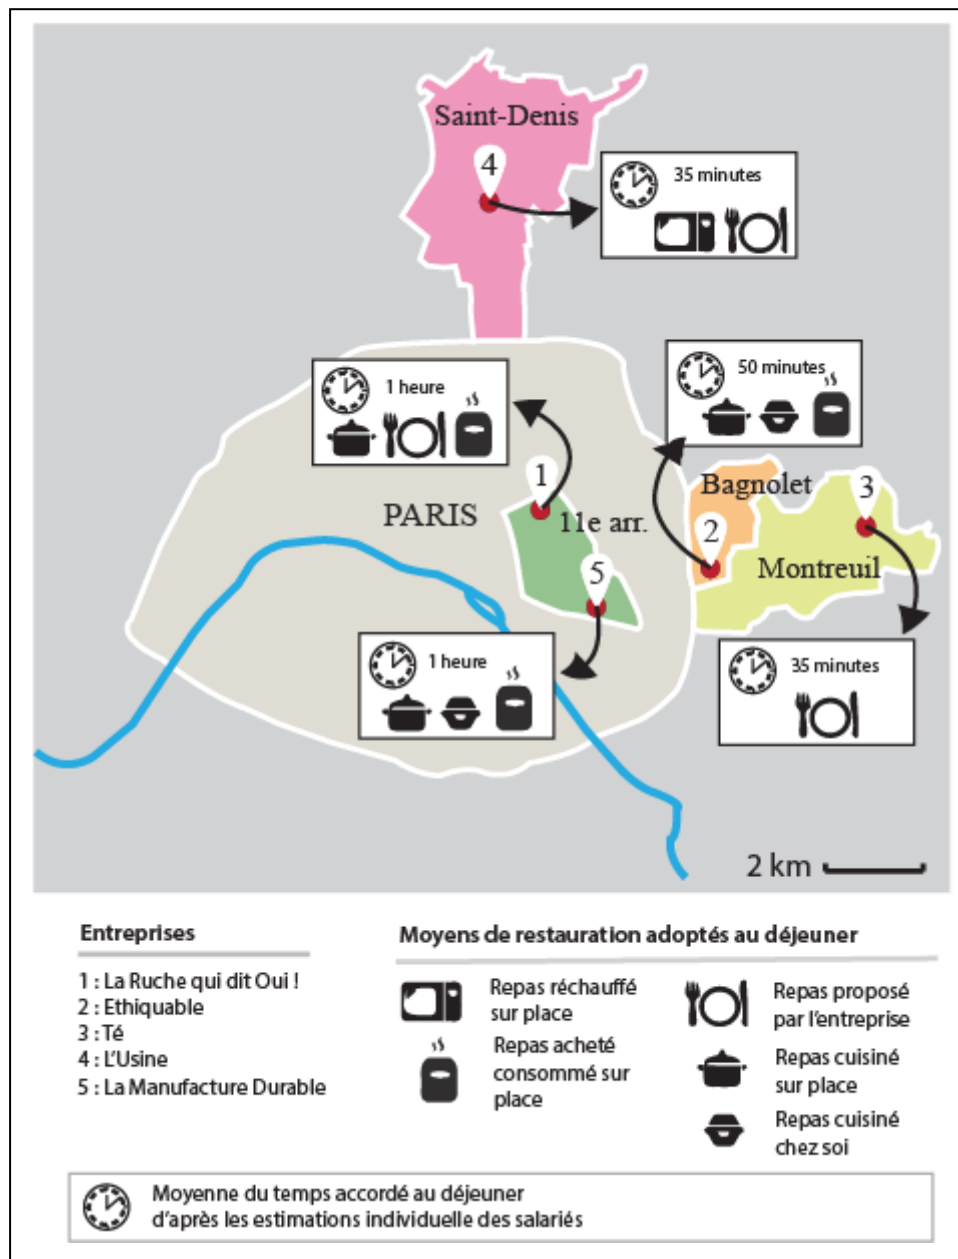 Saint-Denis
4
35 minutes
50 minutes
1 heure
1
Bagnolet
3
PARIS
11e arr.
2
Montreuil
5
1 heure
35 minutes
2 km
Entreprises
1 : La Ruche qui dit Oui !
2 : Ethiquable
3 : Té
4 : L'Usine
5 : La Manufacture Durable
Moyens de restauration adoptés au déjeuner
Repas réchauffé
sur place
Repas acheté
consommé sur
place
Repas proposé
par l'entreprise
Repas cuisiné
sur place
Repas cuisiné
chez soi
Moyenne du temps accordé au déjeuner
d'après les estimations individuelle des salariés